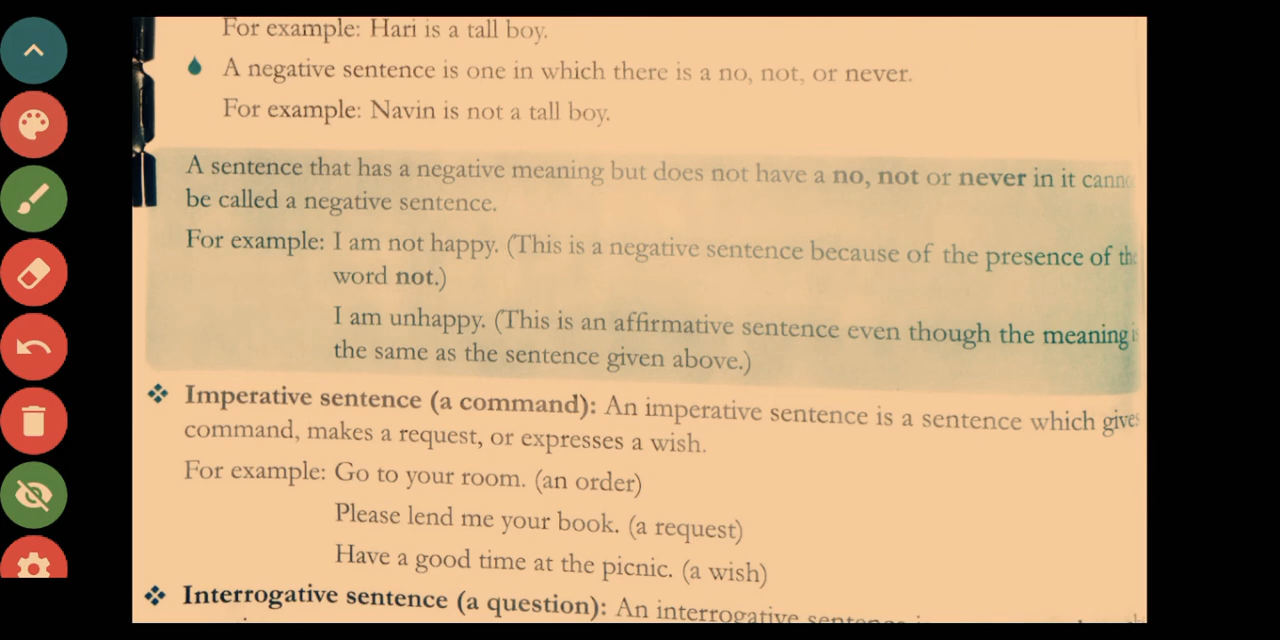 For example: Hari is a tall boy.
A negative sentence is one in which there is a no, not, or never.
For example: Navin is not a tall boy.
A sentence that has a negative meaning but does not have a no, not or never in it
be called a negative sentence.
For example: I am not happy. (This is a negative sentence because of the presence of
word not.)
I am unhappy. (This is an affirmative sentence even though the meaning
the same as the sentence given above.)
❖ Imperative sentence (a command): An imperative sentence is a sentence which gives
command, makes a request, or expresses a wish.
For example: Go to your room. (an order)
Please lend me your book. (a request)
Have a good time at the picnic. (a wish)
❖ Interrogative sentence (a question): An interrogative